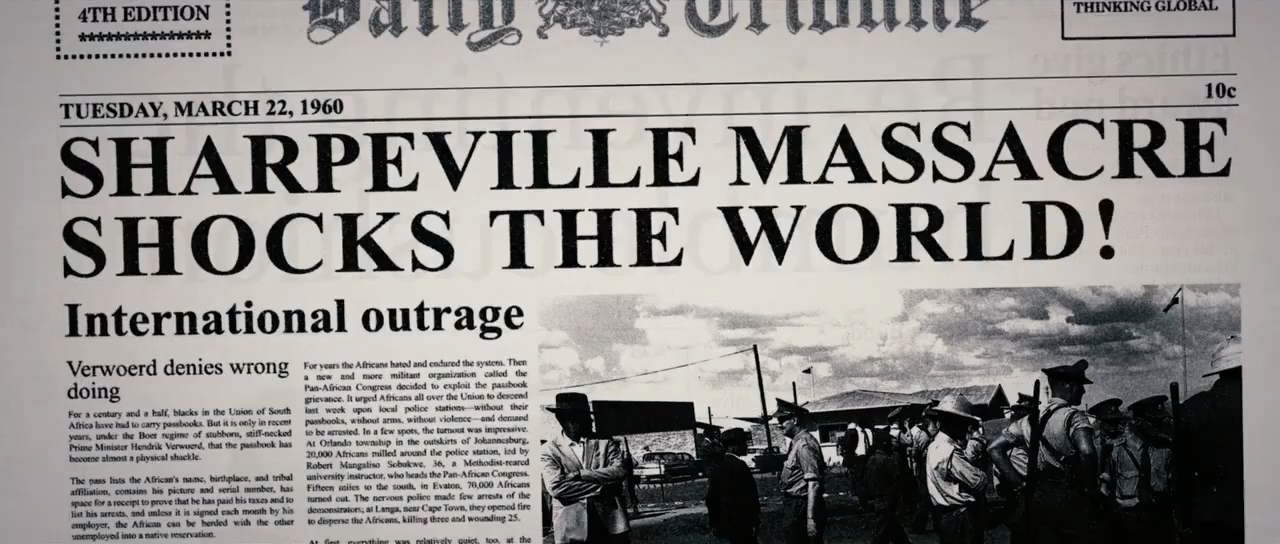 4TH EDITION
***************
Daily Tribune
THINKING GLOBAL
TUESDAY, MARCH 22, 1960
10c
SHARPEVILLE MASSACRE
SHOCKS THE WORLD!
International outrage
Verwoerd denies wrong
doing
For a century and a half, blacks in the Union of South
Africa have had to carry passbooks. But it is only in recent
years, under the Boer regime of stubborn, stiff-necked
Prime Minister Hendrik Verwoerd, that the passbook has
become almost a physical shackle.
The pass lists the African's name, birthplace, and tribal
affiliation, contains his picture and serial number, has
space for a receipt to prove that he has paid his taxes and to
list his arrests, and unless it is signed each month by his
employer, the African can be herded with the other
unemployed into a native reservation.
For years the Africans hated and endured the system. Then
a new and more militant organization called the
Pan-African Congress decided to exploit the passbook
grievance. It urged Africans all over the Union to descend
last week upon local police stations—without their
passbooks, without arms, without violence—and demand
to be arrested. In a few spots, the turnout was impressive.
At Orlando township in the outskirts of Johannesburg,
20,000 Africans milled around the police station, led by
Robert Mangaliso Sobukwe, 36, a Methodist-reared
university instructor, who heads the Pan-African Congress.
Fifteen miles to the south, in Evaton, 70,000 Africans
turned out. The nervous police made few arrests of the
demonstrators; at Langa, near Cape Town, they opened fire
to disperse the Africans, killing three and wounding 25.
At first, everything was relatively quiet, too, at the